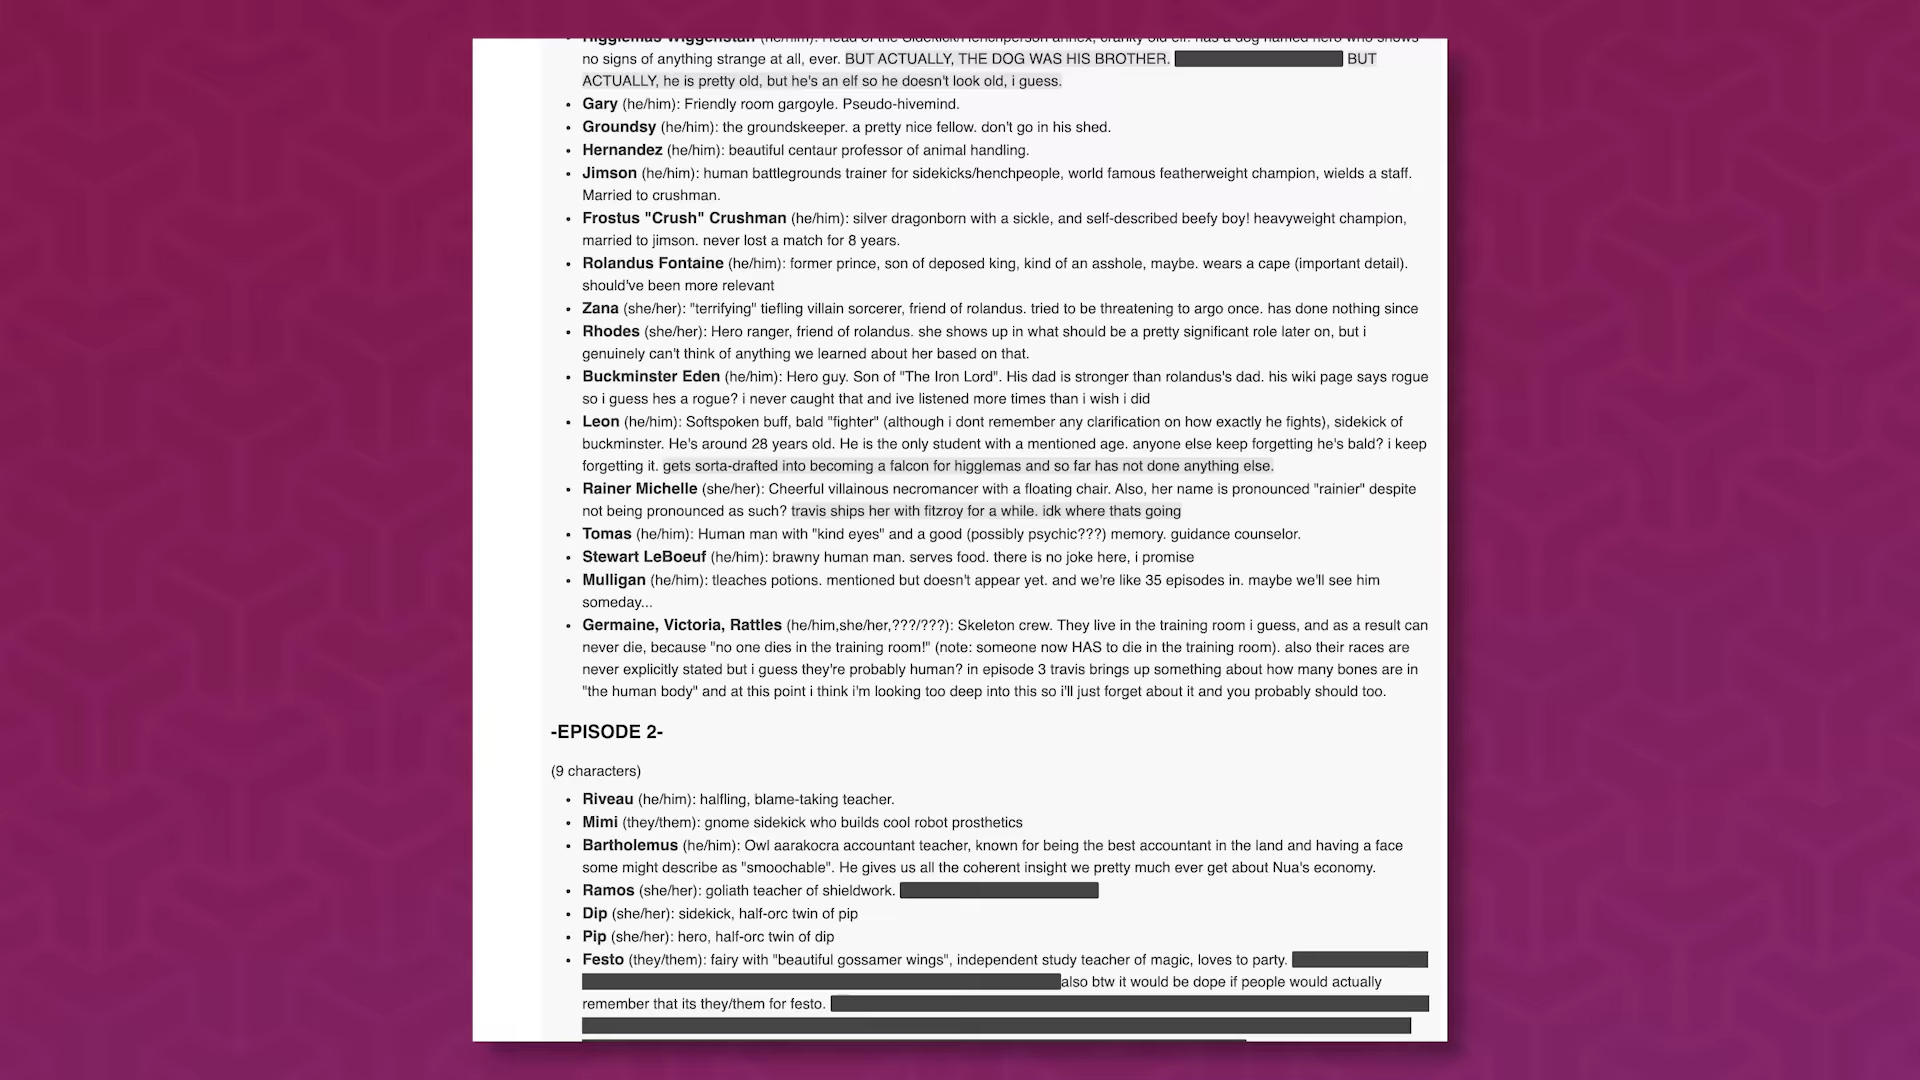 Higglemas Wiggenstaff (he/him): Head of the Sidekick/Henchperson annex, cranky old elf. has a dog named hero who shows
no signs of anything strange at all, ever. BUT ACTUALLY, THE DOG WAS HIS BROTHER. BUT
ACTUALLY, he is pretty old, but he's an elf so he doesn't look old, i guess.
• Gary (he/him): Friendly room gargoyle. Pseudo-hivemind.
• Groundsy (he/him): the groundskeeper. a pretty nice fellow. don't go in his shed.
• Hernandez (he/him): beautiful centaur professor of animal handling.
• Jimson (he/him): human battlegrounds trainer for sidekicks/henchpeople, world famous featherweight champion, wields a staff.
Married to crushman.
• Frostus "Crush" Crushman (he/him): silver dragonborn with a sickle, and self-described beefy boy! heavyweight champion,
married to jimson. never lost a match for 8 years.
• Rolandus Fontaine (he/him): former prince, son of deposed king, kind of an asshole, maybe. wears a cape (important detail).
should've been more relevant
• Zana (she/her): "terrifying" tiefling villain sorcerer, friend of rolandus. tried to be threatening to argo once. has done nothing since
• Rhodes (she/her): Hero ranger, friend of rolandus. she shows up in what should be a pretty significant role later on, but i
genuinely can't think of anything we learned about her based on that.
• Buckminster Eden (he/him): Hero guy. Son of "The Iron Lord". His dad is stronger than rolandus's dad. his wiki page says rogue
so i guess hes a rogue? i never caught that and ive listened more times than i wish i did
• Leon (he/him): Softspoken buff, bald "fighter" (although i dont remember any clarification on how exactly he fights), sidekick of
buckminster. He's around 28 years old. He is the only student with a mentioned age. anyone else keep forgetting he's bald? i keep
forgetting it. gets sorta-drafted into becoming a falcon for higglemas and so far has not done anything else.
• Rainer Michelle (she/her): Cheerful villainous necromancer with a floating chair. Also, her name is pronounced "rainier" despite
not being pronounced as such? travis ships her with fitzroy for a while. idk where thats going
• Tomas (he/him): Human man with "kind eyes" and a good (possibly psychic???) memory. guidance counselor.
• Stewart LeBoeuf (he/him): brawny human man. serves food. there is no joke here, i promise
• Mulligan (he/him): tleaches potions. mentioned but doesn't appear yet. and we're like 35 episodes in. maybe we'll see him
someday...
• Germaine, Victoria, Rattles (he/him,she/her,???/???): Skeleton crew. They live in the training room i guess, and as a result can
never die, because "no one dies in the training room!" (note: someone now HAS to die in the training room). also their races are
never explicitly stated but i guess they're probably human? in episode 3 travis brings up something about how many bones are in
"the human body" and at this point i think i'm looking too deep into this so i'll just forget about it and you probably should too.
-EPISODE 2-
(9 characters)
• Riveau (he/him): halfling, blame-taking teacher.
• Mimi (they/them): gnome sidekick who builds cool robot prosthetics
• Bartholemus (he/him): Owl aarakocra accountant teacher, known for being the best accountant in the land and having a face
some might describe as "smoochable". He gives us all the coherent insight we pretty much ever get about Nua's economy.
• Ramos (she/her): goliath teacher of shieldwork.
• Dip (she/her): sidekick, half-orc twin of pip
• Pip (she/her): hero, half-orc twin of dip
• Festo (they/them): fairy with "beautiful gossamer wings", independent study teacher of magic, loves to party.
also btw it would be dope if people would actually
remember that its they/them for festo.